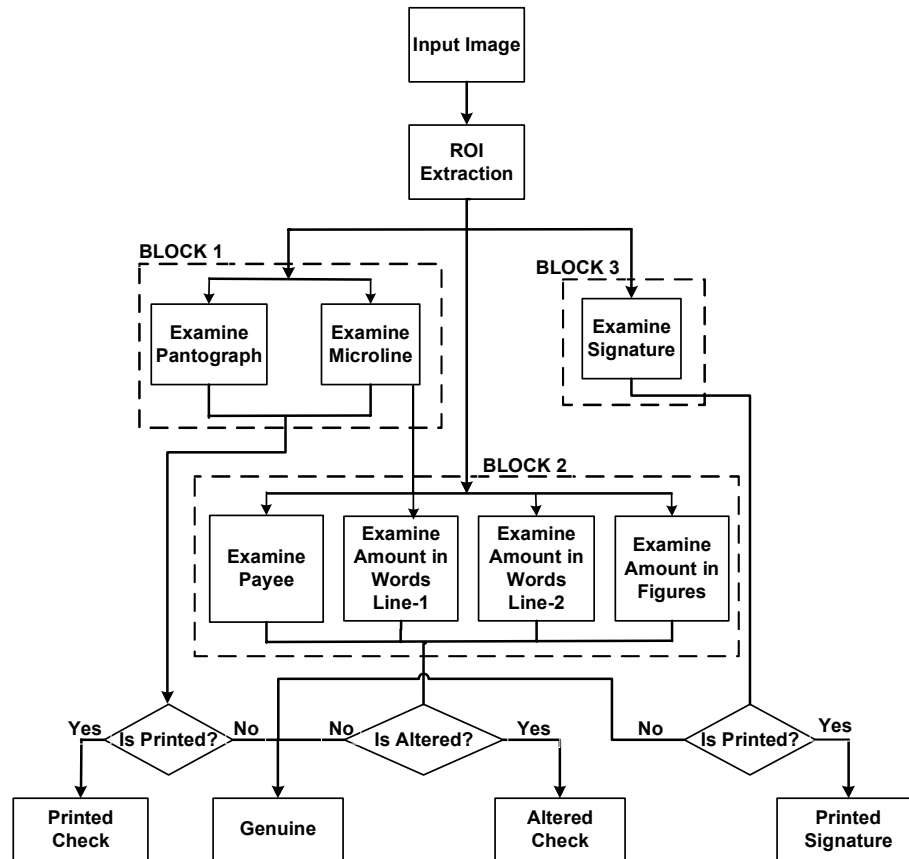 Input Image
ROI
Extraction
BLOCK 1
BLOCK 3
Examine
Pantograph
Examine
Microline
Examine
Signature
BLOCK 2
Examine
Payee
Examine
Amount in
Words
Line-1
Examine
Amount in
Words
Line-2
Examine
Amount in
Figures
Yes
Is Printed?
No
No
Is Altered?
Yes
No
Is Printed?
Yes
Printed
Check
Genuine
Altered
Check
Printed
Signature